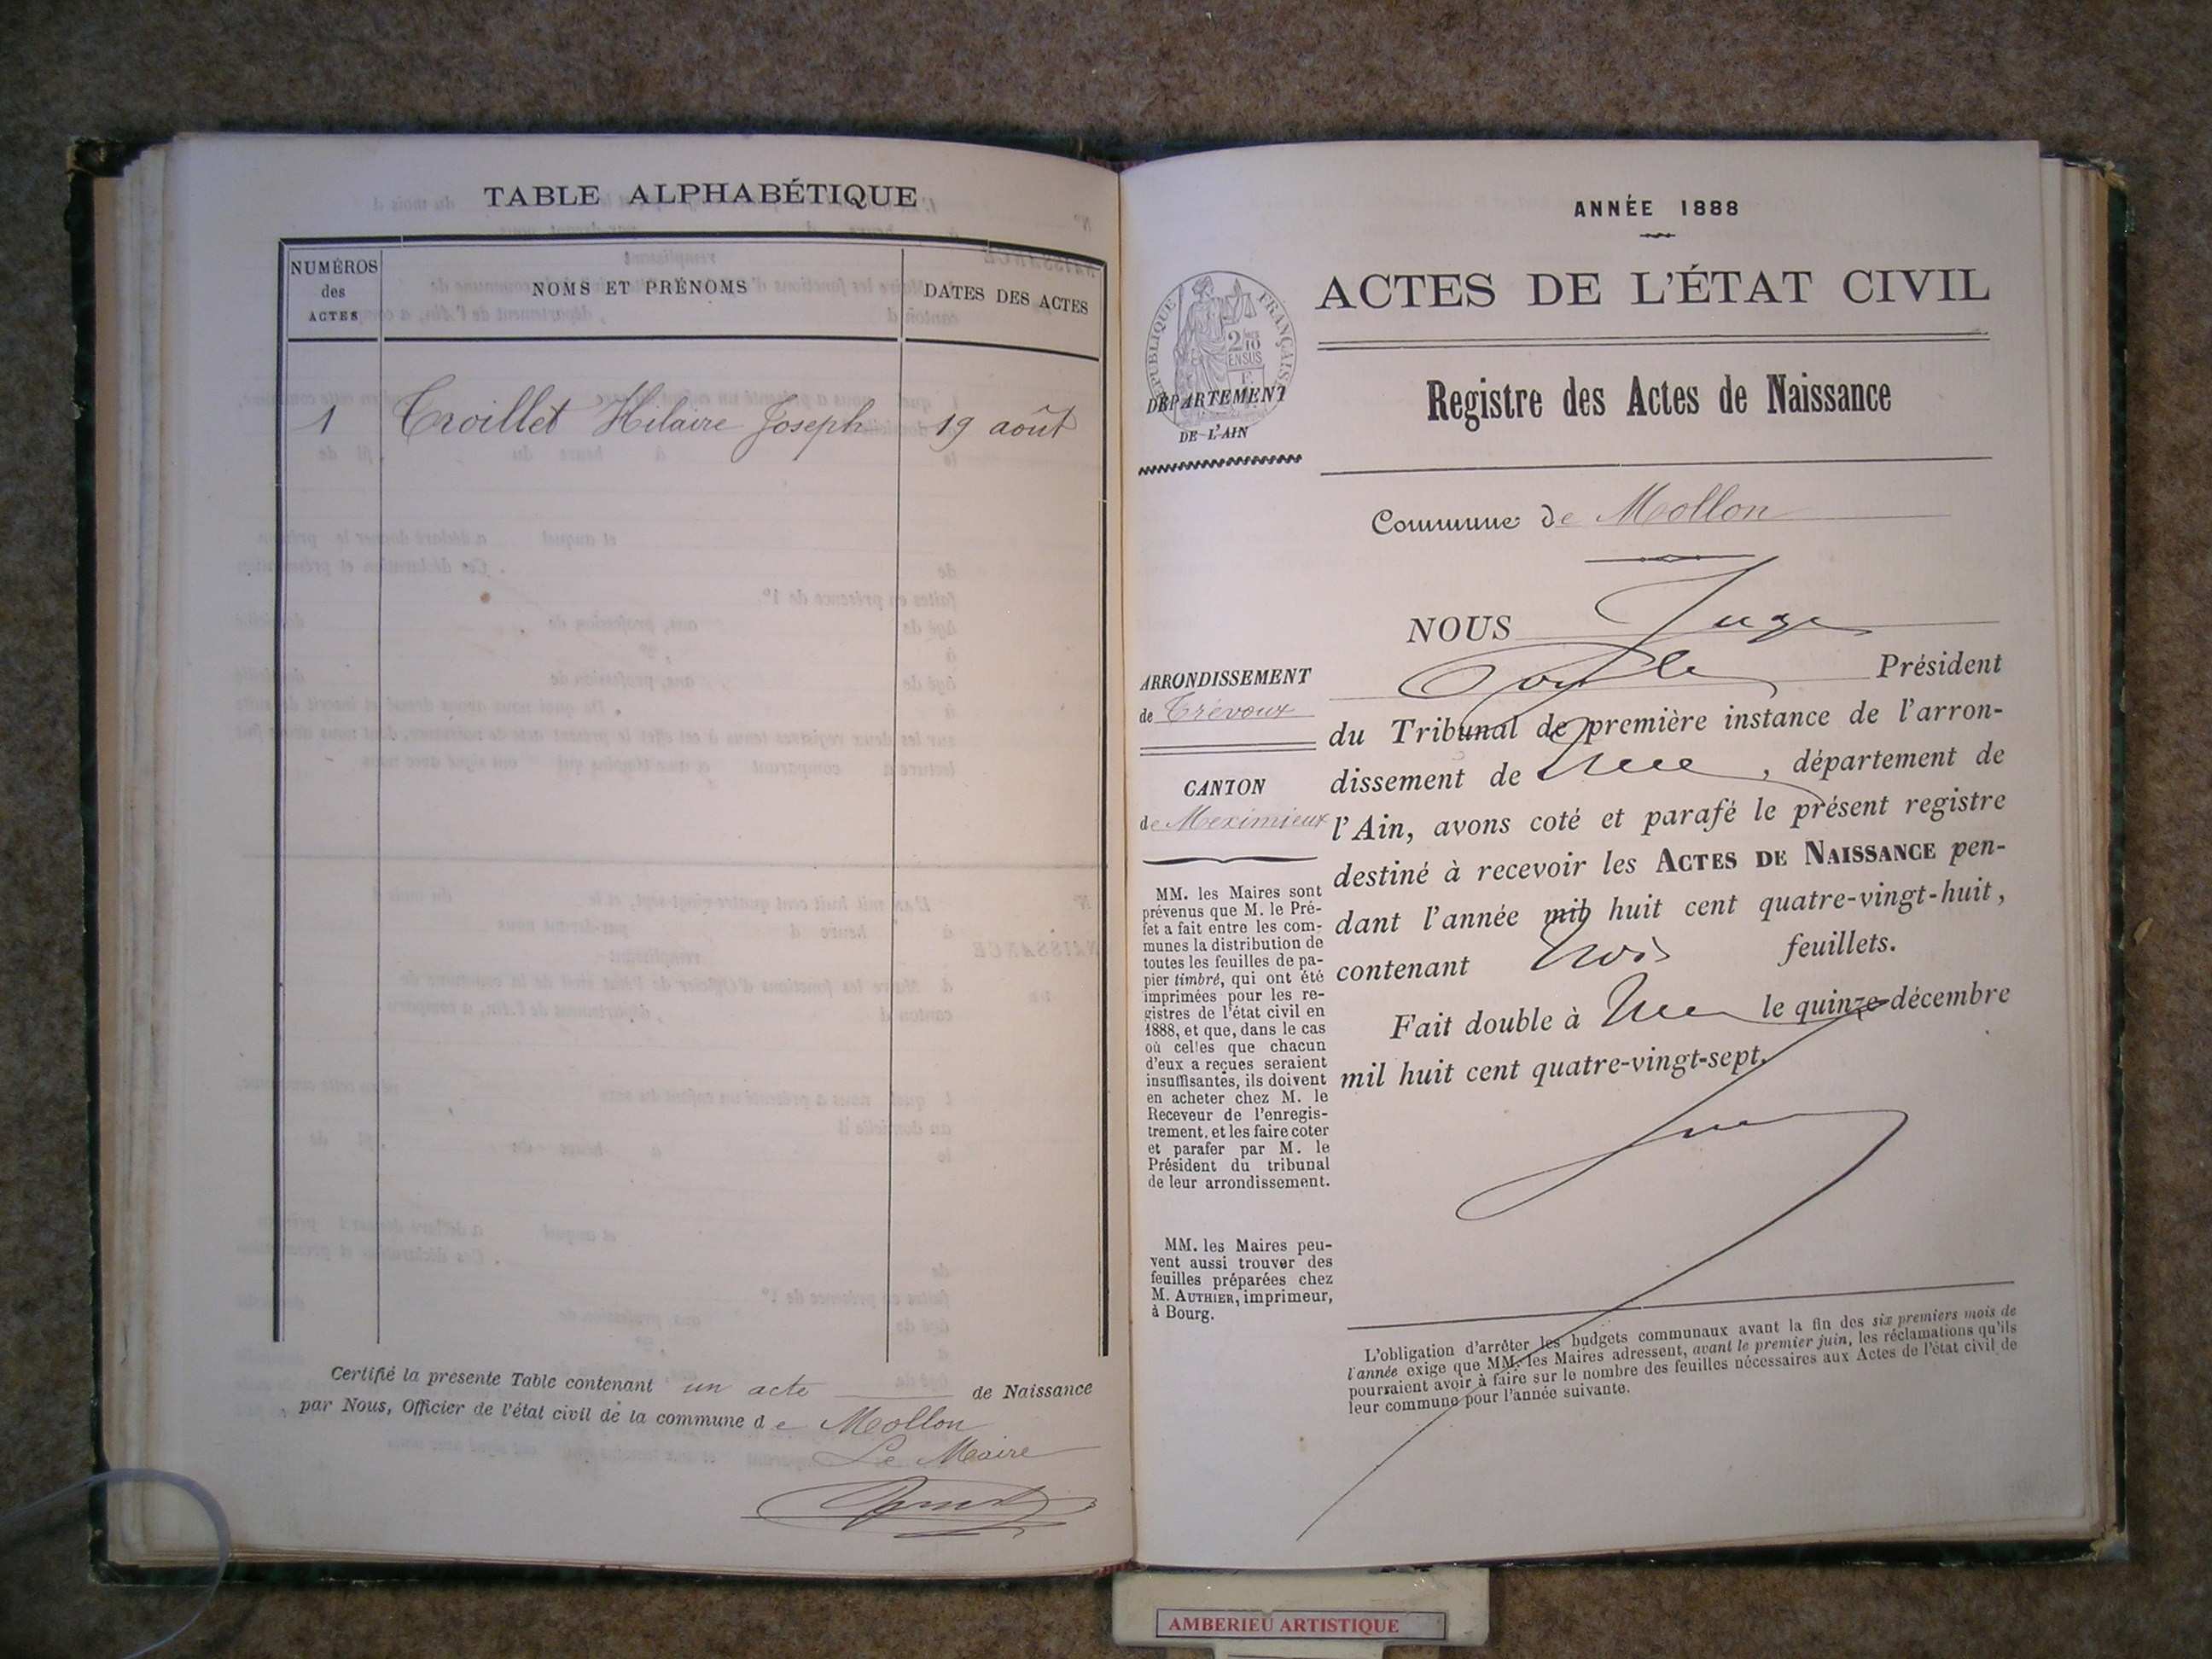 TABLE ALPHABÉTIQUE
NUMÉROS
des
ACTES
NOMS ET PRÉNOMS
DATES DES ACTES
1 Troillet Hilaire Joseph 19 août
Certifié la présente Table contenant un acte de Naissance
par Nous, Officier de l'état civil de la commune de Mollon
Le Maire
ANNÉE 1888
ACTES DE L'ÉTAT CIVIL
RÉPUBLIQUE FRANÇAISE
2/10
EN SUS
DÉPARTEMENT
DE L'AIN
Registre des Actes de Naissance
Commune de Mollon
ARRONDISSEMENT
de Trévoux
CANTON
de Meximieux
MM. les Maires sont
prévenus que M. le Pré-
fet a fait entre les com-
munes la distribution de
toutes les feuilles de pa-
pier timbré, qui ont été
imprimées pour les re-
gistres de l'état civil en
1888, et que, dans le cas
où celles que chacun
d'eux a reçues seraient
insuffisantes, ils doivent
en acheter chez M. le
Receveur de l'enregis-
trement, et les faire coter
et parafer par M. le
Président du tribunal
de leur arrondissement.
MM. les Maires peu-
vent aussi trouver des
feuilles préparées chez
M. AUTHIER, imprimeur,
à Bourg.
NOUS Juge
Président
du Tribunal de première instance de l'arron-
dissement de , département de
l'Ain, avons coté et parafé le présent registre
destiné à recevoir les ACTES DE NAISSANCE pen-
dant l'année mil huit cent quatre-vingt-huit,
contenant trois feuillets.
Fait double à le quinze décembre
mil huit cent quatre-vingt-sept.
L'obligation d'arrêter les budgets communaux avant la fin des six premiers mois de
l'année exige que MM. les Maires adressent, avant le premier juin, les réclamations qu'ils
pourraient avoir à faire sur le nombre des feuilles nécessaires aux Actes de l'état civil de
leur commune pour l'année suivante.
AMBERIEU ARTISTIQUE